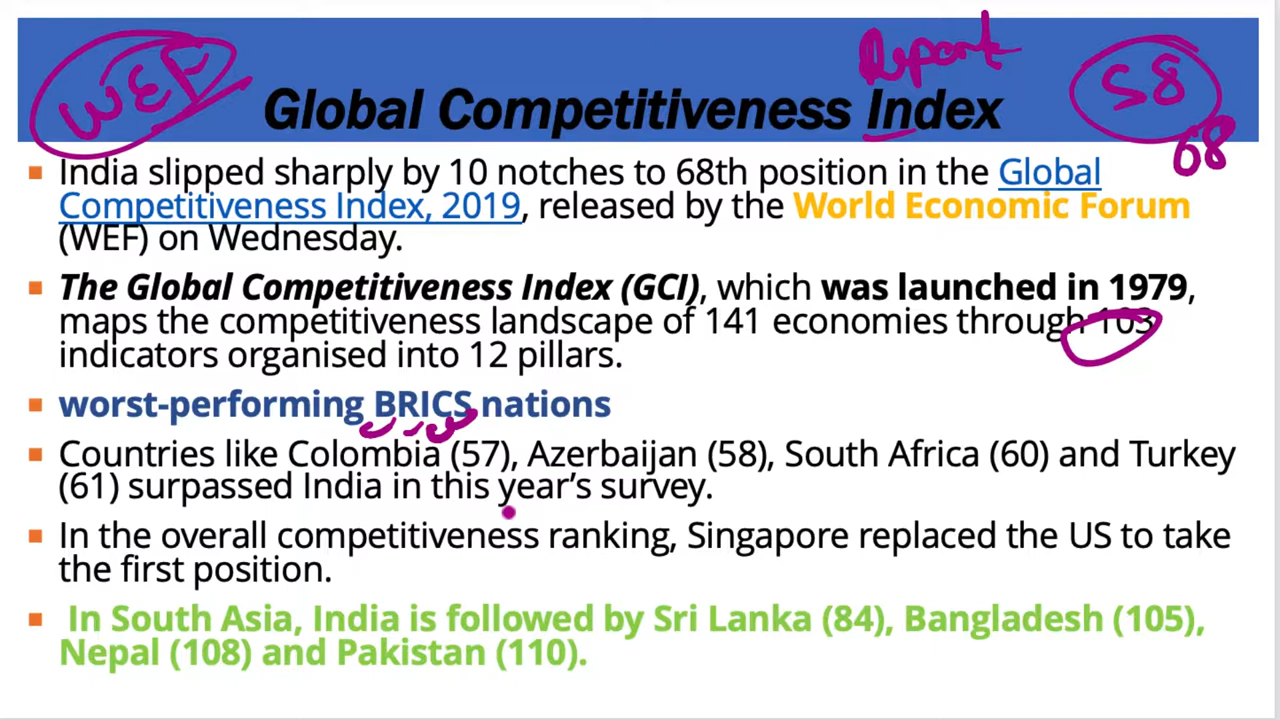 WEF
Report
58
68
Global Competitiveness Index
India slipped sharply by 10 notches to 68th position in the Global
Competitiveness Index, 2019, released by the World Economic Forum
(WEF) on Wednesday.
The Global Competitiveness Index (GCI), which was launched in 1979,
maps the competitiveness landscape of 141 economies through 103
indicators organised into 12 pillars.
worst-performing BRICS nations
Countries like Colombia (57), Azerbaijan (58), South Africa (60) and Turkey
(61) surpassed India in this year’s survey.
In the overall competitiveness ranking, Singapore replaced the US to take
the first position.
In South Asia, India is followed by Sri Lanka (84), Bangladesh (105),
Nepal (108) and Pakistan (110).